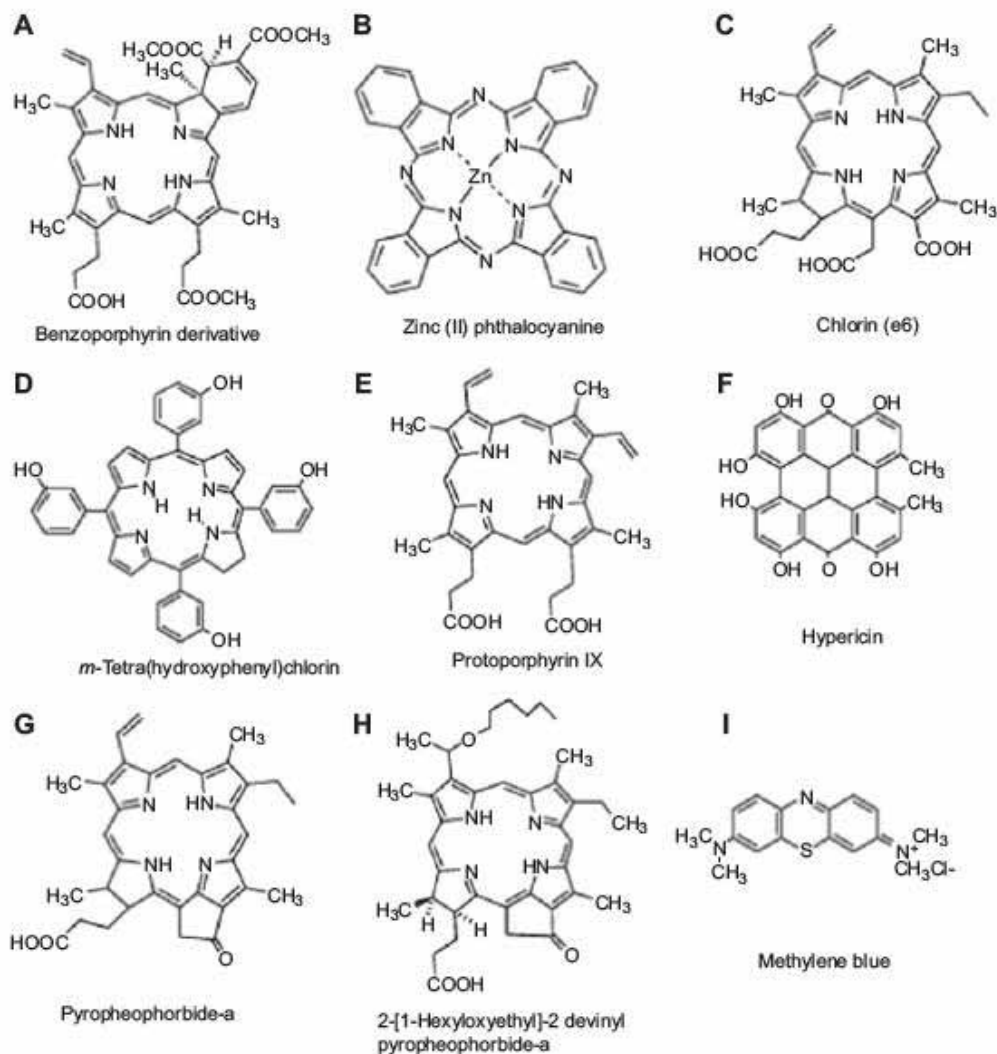 A
COOCH₃
H
CH₃OOC
H₃C
H₃C
NH
N
N
HN
H₃C
CH₃
COOH
COOCH₃
Benzoporphyrin derivative
B
N
N
N
Zn
N
N
N
N
N
Zinc (II) phthalocyanine
C
CH₃
H₃C
N
HN
NH
N
H₃C
CH₃
HOOC
HOOC
COOH
Chlorin (e6)
D
OH
HO
OH
N
N
H
H
N
N
OH
m-Tetra(hydroxyphenyl)chlorin
E
CH₃
H₃C
NH
N
N
HN
H₃C
CH₃
COOH
COOH
Protoporphyrin IX
F
OH
O
OH
HO
CH₃
HO
CH₃
OH
O
OH
Hypericin
G
CH₃
H₃C
N
HN
NH
N
H₃C
CH₃
HOOC
O
Pyropheophorbide-a
H
H₃C
O
CH₃
H₃C
NH
N
CH₃
N
HN
H₃C
H
H
CH₃
O
COOH
2-[1-Hexyloxyethyl]-2 devinyl
pyropheophorbide-a
I
N
H₃C
N
S
N⁺
CH₃
CH₃
CH₃Cl-
Methylene blue